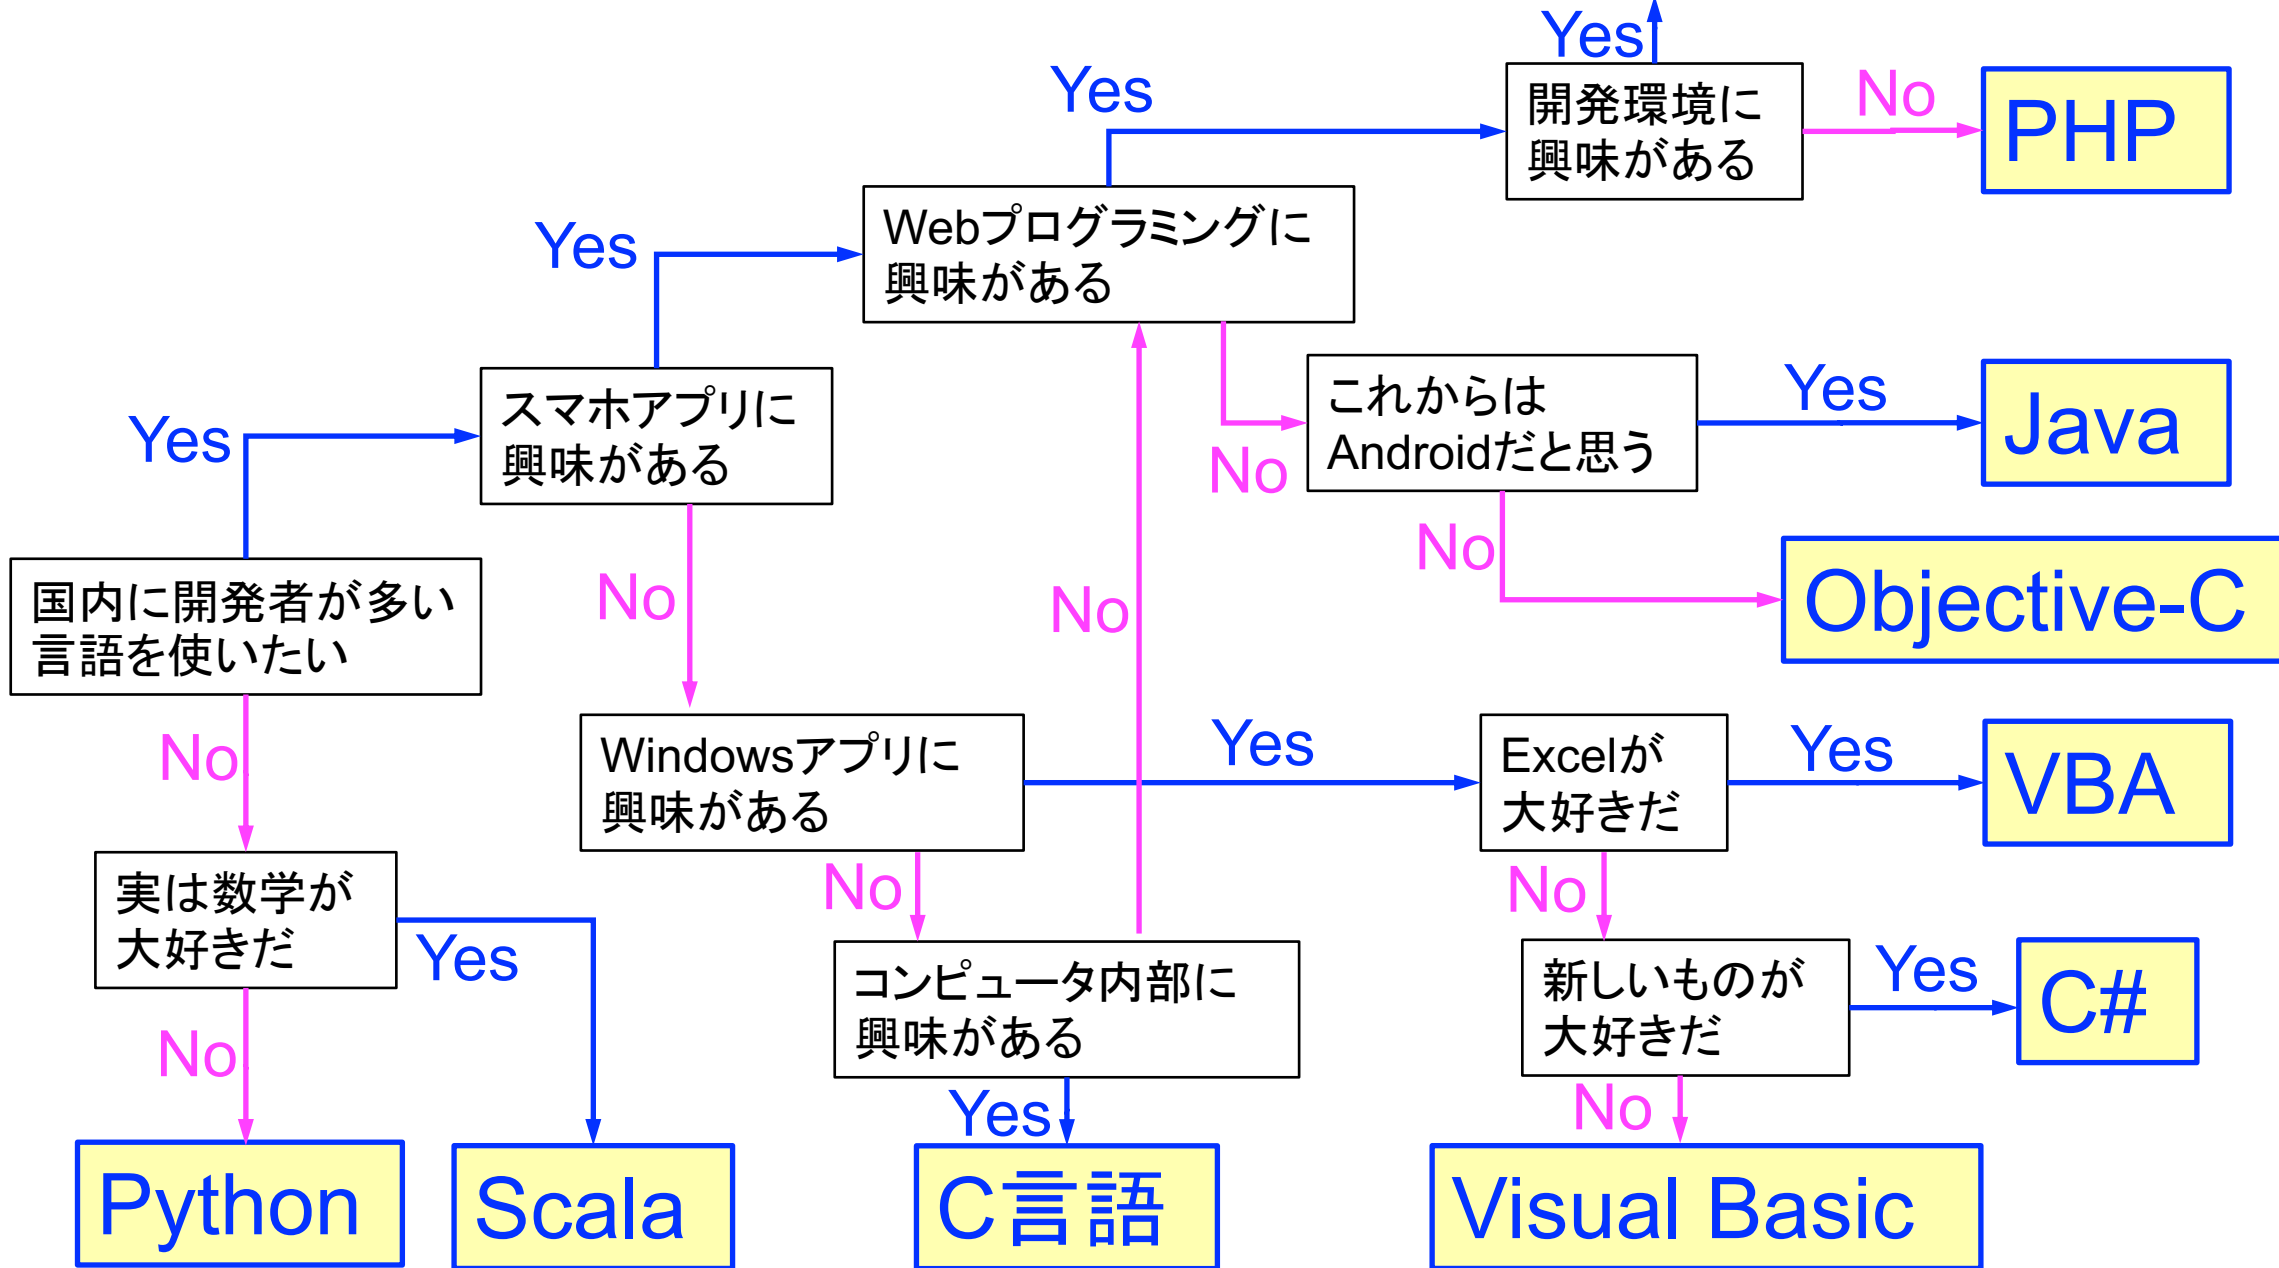 Yes
開発環境に
興味がある
No
PHP
Yes
Webプログラミングに
興味がある
Yes
スマホアプリに
興味がある
No
これからは
Androidだと思う
Yes
Java
Yes
国内に開発者が多い
言語を使いたい
No
No
No
Objective-C
No
Windowsアプリに
興味がある
Yes
Excelが
大好きだ
Yes
VBA
実は数学が
大好きだ
Yes
No
コンピュータ内部に
興味がある
No
新しいものが
大好きだ
Yes
C#
No
Yes
No
Python
Scala
C言語
Visual Basic